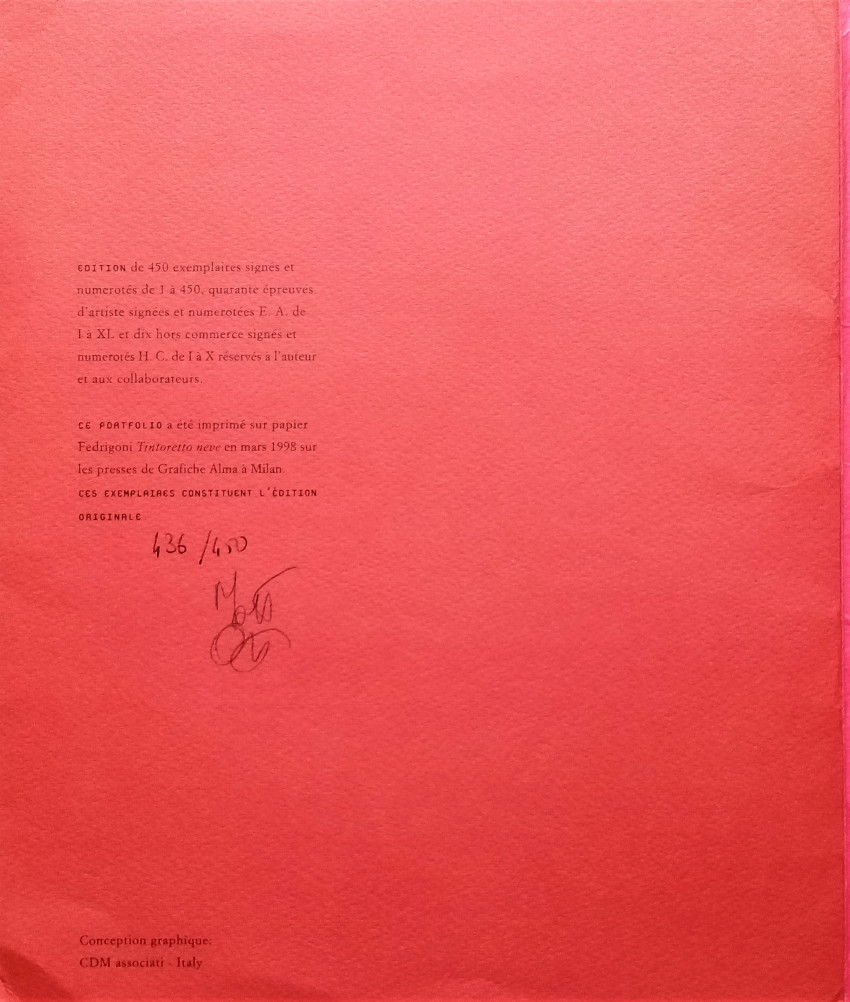 EDITION de 450 exemplaires signés et
numerotés de 1 à 450, quarante épreuves
d'artiste signées et numerotées E. A. de
I à XL et dix hors commerce signés et
numerotés H. C. de I à X réservés à l'auteur
et aux collaborateurs.
CE PORTFOLIO a été imprimé sur papier
Fedrigoni Tintoretto neve en mars 1998 sur
les presses de Grafiche Alma à Milan.
CES EXEMPLAIRES CONSTITUENT L'ÉDITION
ORIGINALE
436 /450
Conception graphique:
CDM associati - Italy